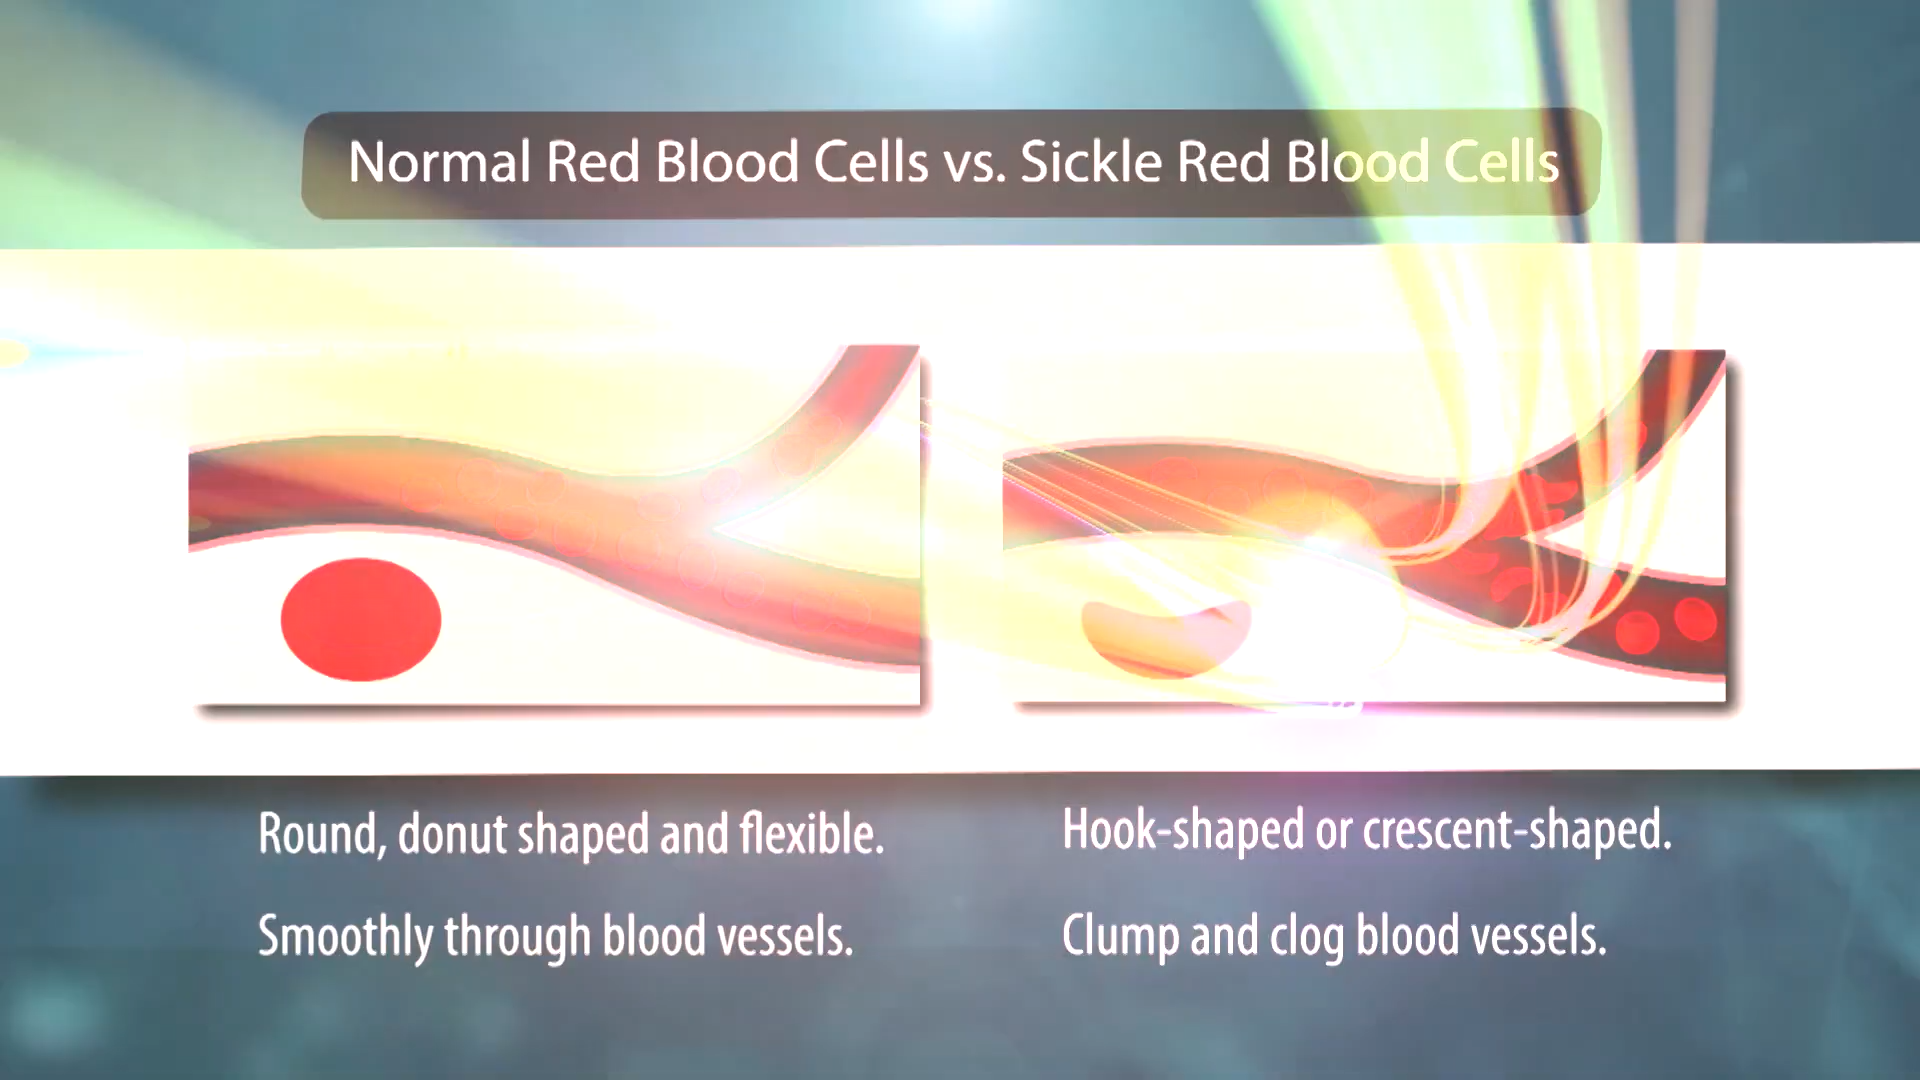 Normal Red Blood Cells vs. Sickle Red Blood Cells
Round, donut shaped and flexible.
Smoothly through blood vessels.
Hook-shaped or crescent-shaped.
Clump and clog blood vessels.